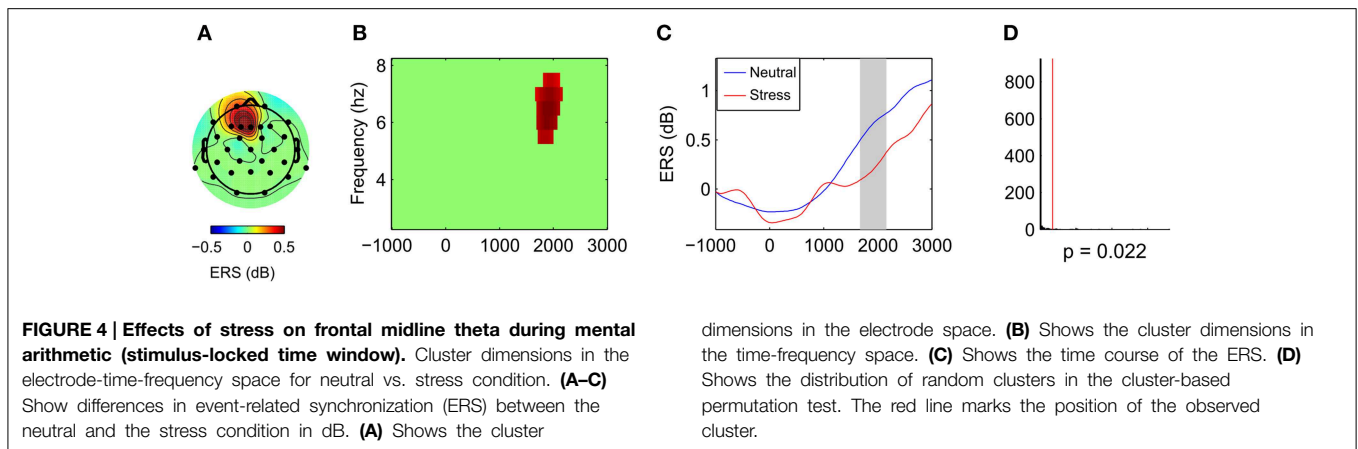 A
−0.5 0 0.5
ERS (dB)
B
8
6
4
Frequency (hz)
−1000 0 1000 2000 3000
C
Neutral
Stress
1
0.5
0
ERS (dB)
−1000 0 1000 2000 3000
D
800
600
400
200
0
p = 0.022
FIGURE 4 | Effects of stress on frontal midline theta during mental
arithmetic (stimulus-locked time window). Cluster dimensions in the
electrode-time-frequency space for neutral vs. stress condition. (A–C)
Show differences in event-related synchronization (ERS) between the
neutral and the stress condition in dB. (A) Shows the cluster
dimensions in the electrode space. (B) Shows the cluster dimensions in
the time-frequency space. (C) Shows the time course of the ERS. (D)
Shows the distribution of random clusters in the cluster-based
permutation test. The red line marks the position of the observed
cluster.